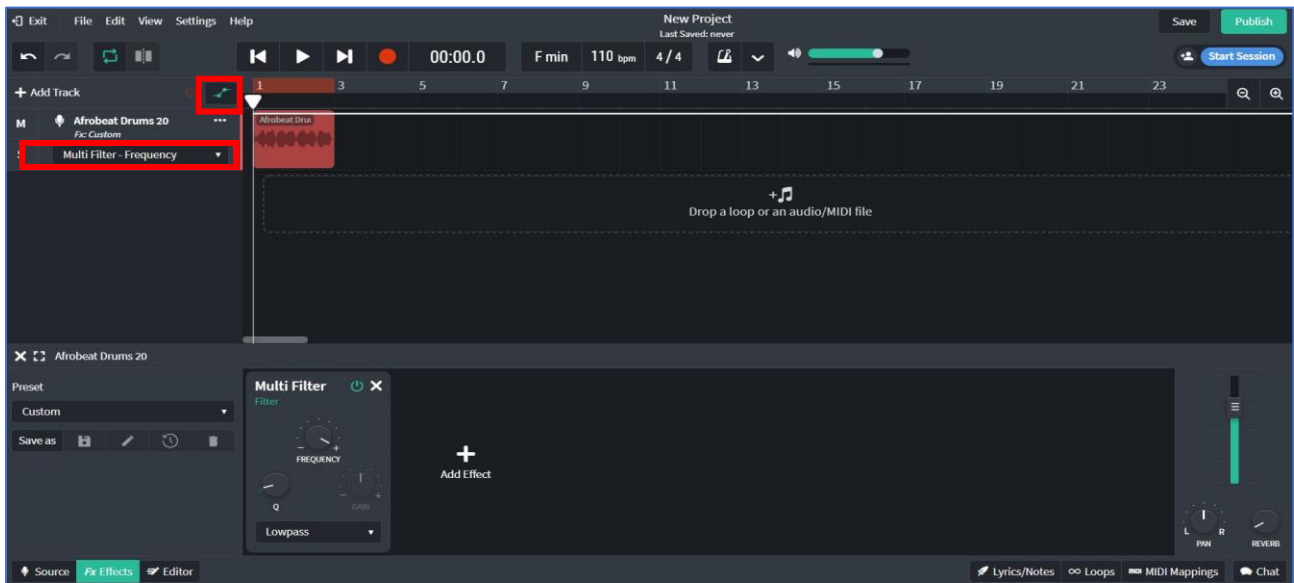 Exit File Edit View Settings Help New Project Save Publish
Last Saved: never
00:00.0 F min 110 bpm 4 / 4 Start Session
+ Add Track 1 3 5 7 9 11 13 15 17 19 21 23
M Afrobeat Drums 20 ••• Afrobeat Drui
Fx: Custom
Multi Filter - Frequency
Drop a loop or an audio/MIDI file
Afrobeat Drums 20
Preset Multi Filter
Custom Filter
Save as
FREQUENCY
Add Effect
Q GAIN
Lowpass
L R
PAN REVERB
Source Fx Effects Editor Lyrics/Notes Loops MIDI Mappings Chat